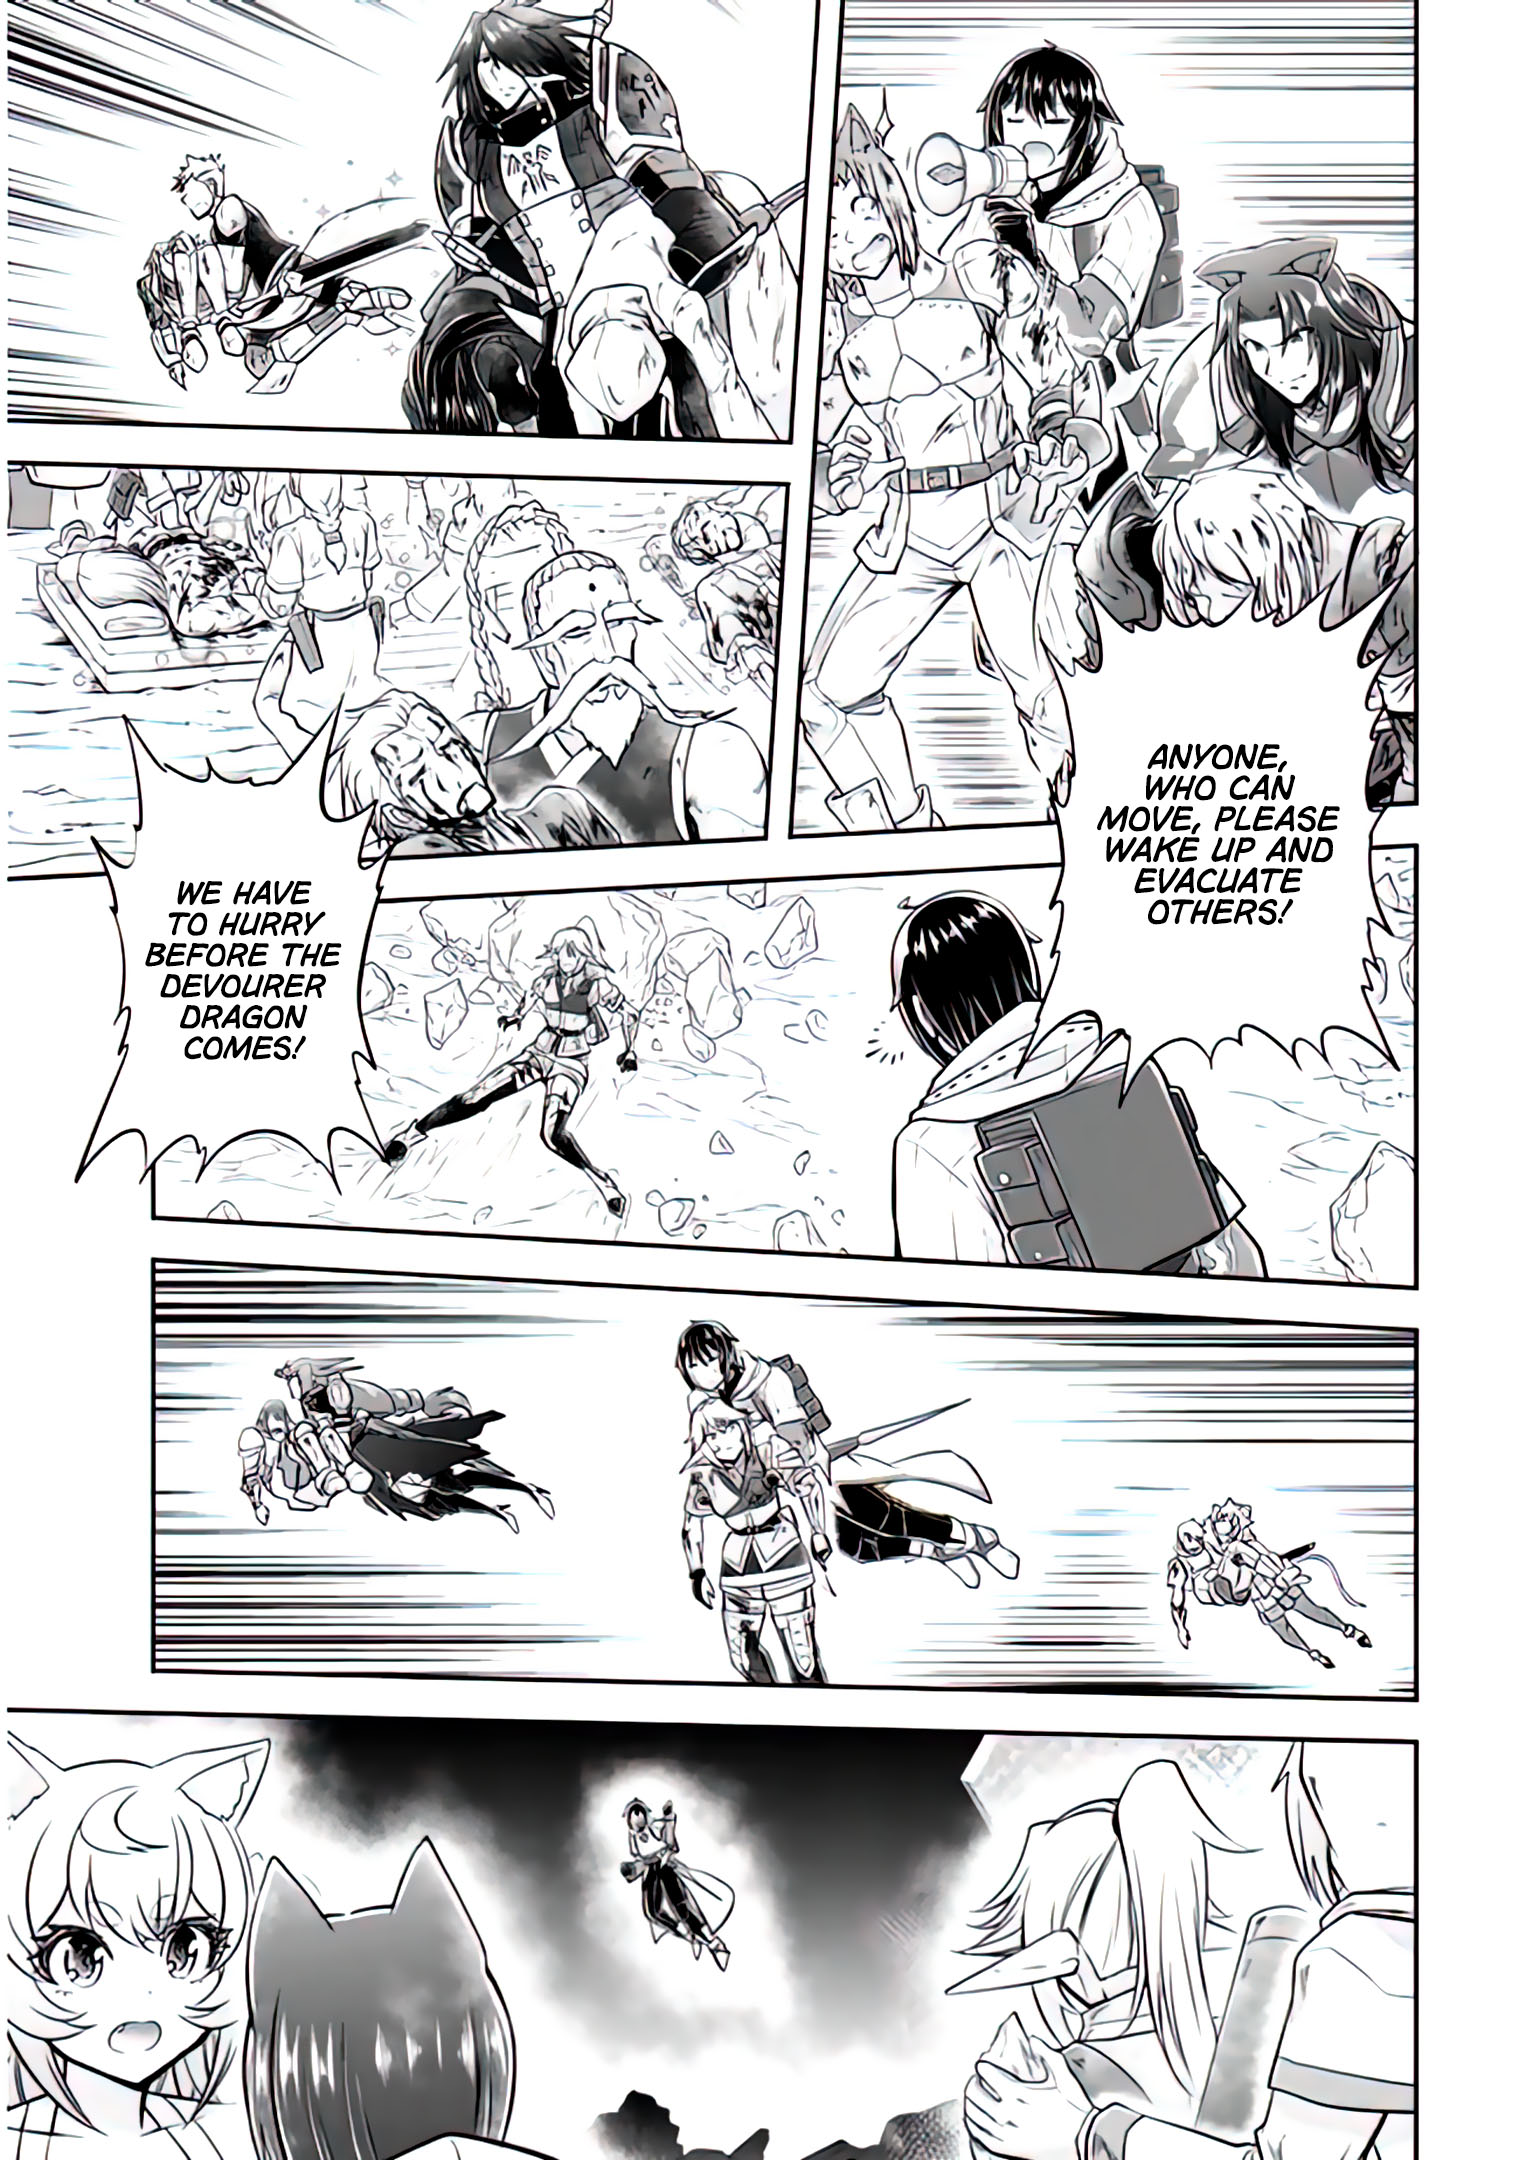 ANYONE,
WHO CAN
MOVE, PLEASE
WAKE UP AND
EVACUATE
OTHERS!
WE HAVE
TO HURRY
BEFORE THE
DEVOURER
DRAGON
COMES!